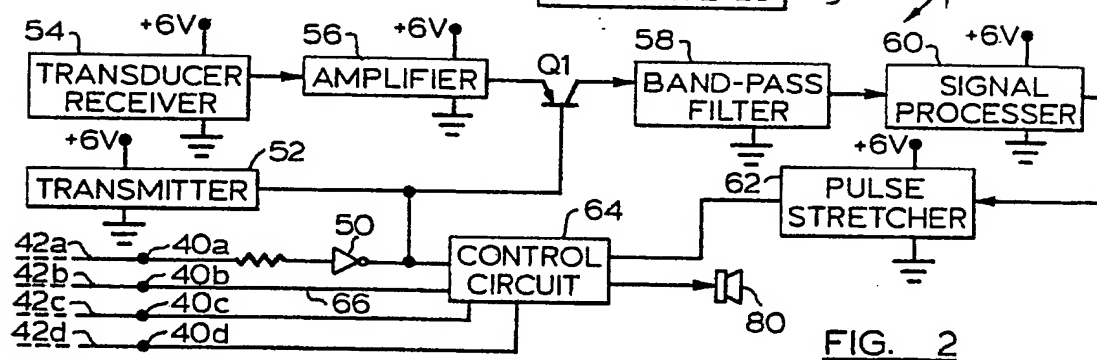 54
+6V
TRANSDUCER
RECEIVER
56
+6V
AMPLIFIER
Q1
58
BAND-PASS
FILTER
60
+6V
SIGNAL
PROCESSER
+6V
52
TRANSMITTER
62
+6V
PULSE
STRETCHER
50
64
CONTROL
CIRCUIT
42a
40a
42b
40b
66
42c
40c
42d
40d
80
FIG. 2